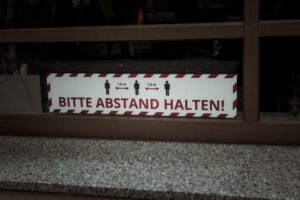 1,5 m 1,5 m
BITTE ABSTAND HALTEN!